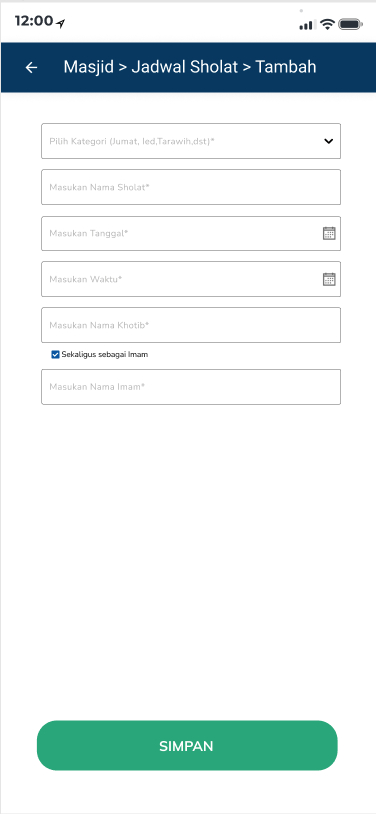 12:00
Masjid > Jadwal Sholat > Tambah
Pilih Kategori (Jumat, Ied,Tarawih,dst)*
Masukan Nama Sholat*
Masukan Tanggal*
Masukan Waktu*
Masukan Nama Khotib*
Sekaligus sebagai Imam
Masukan Nama Imam*
SIMPAN